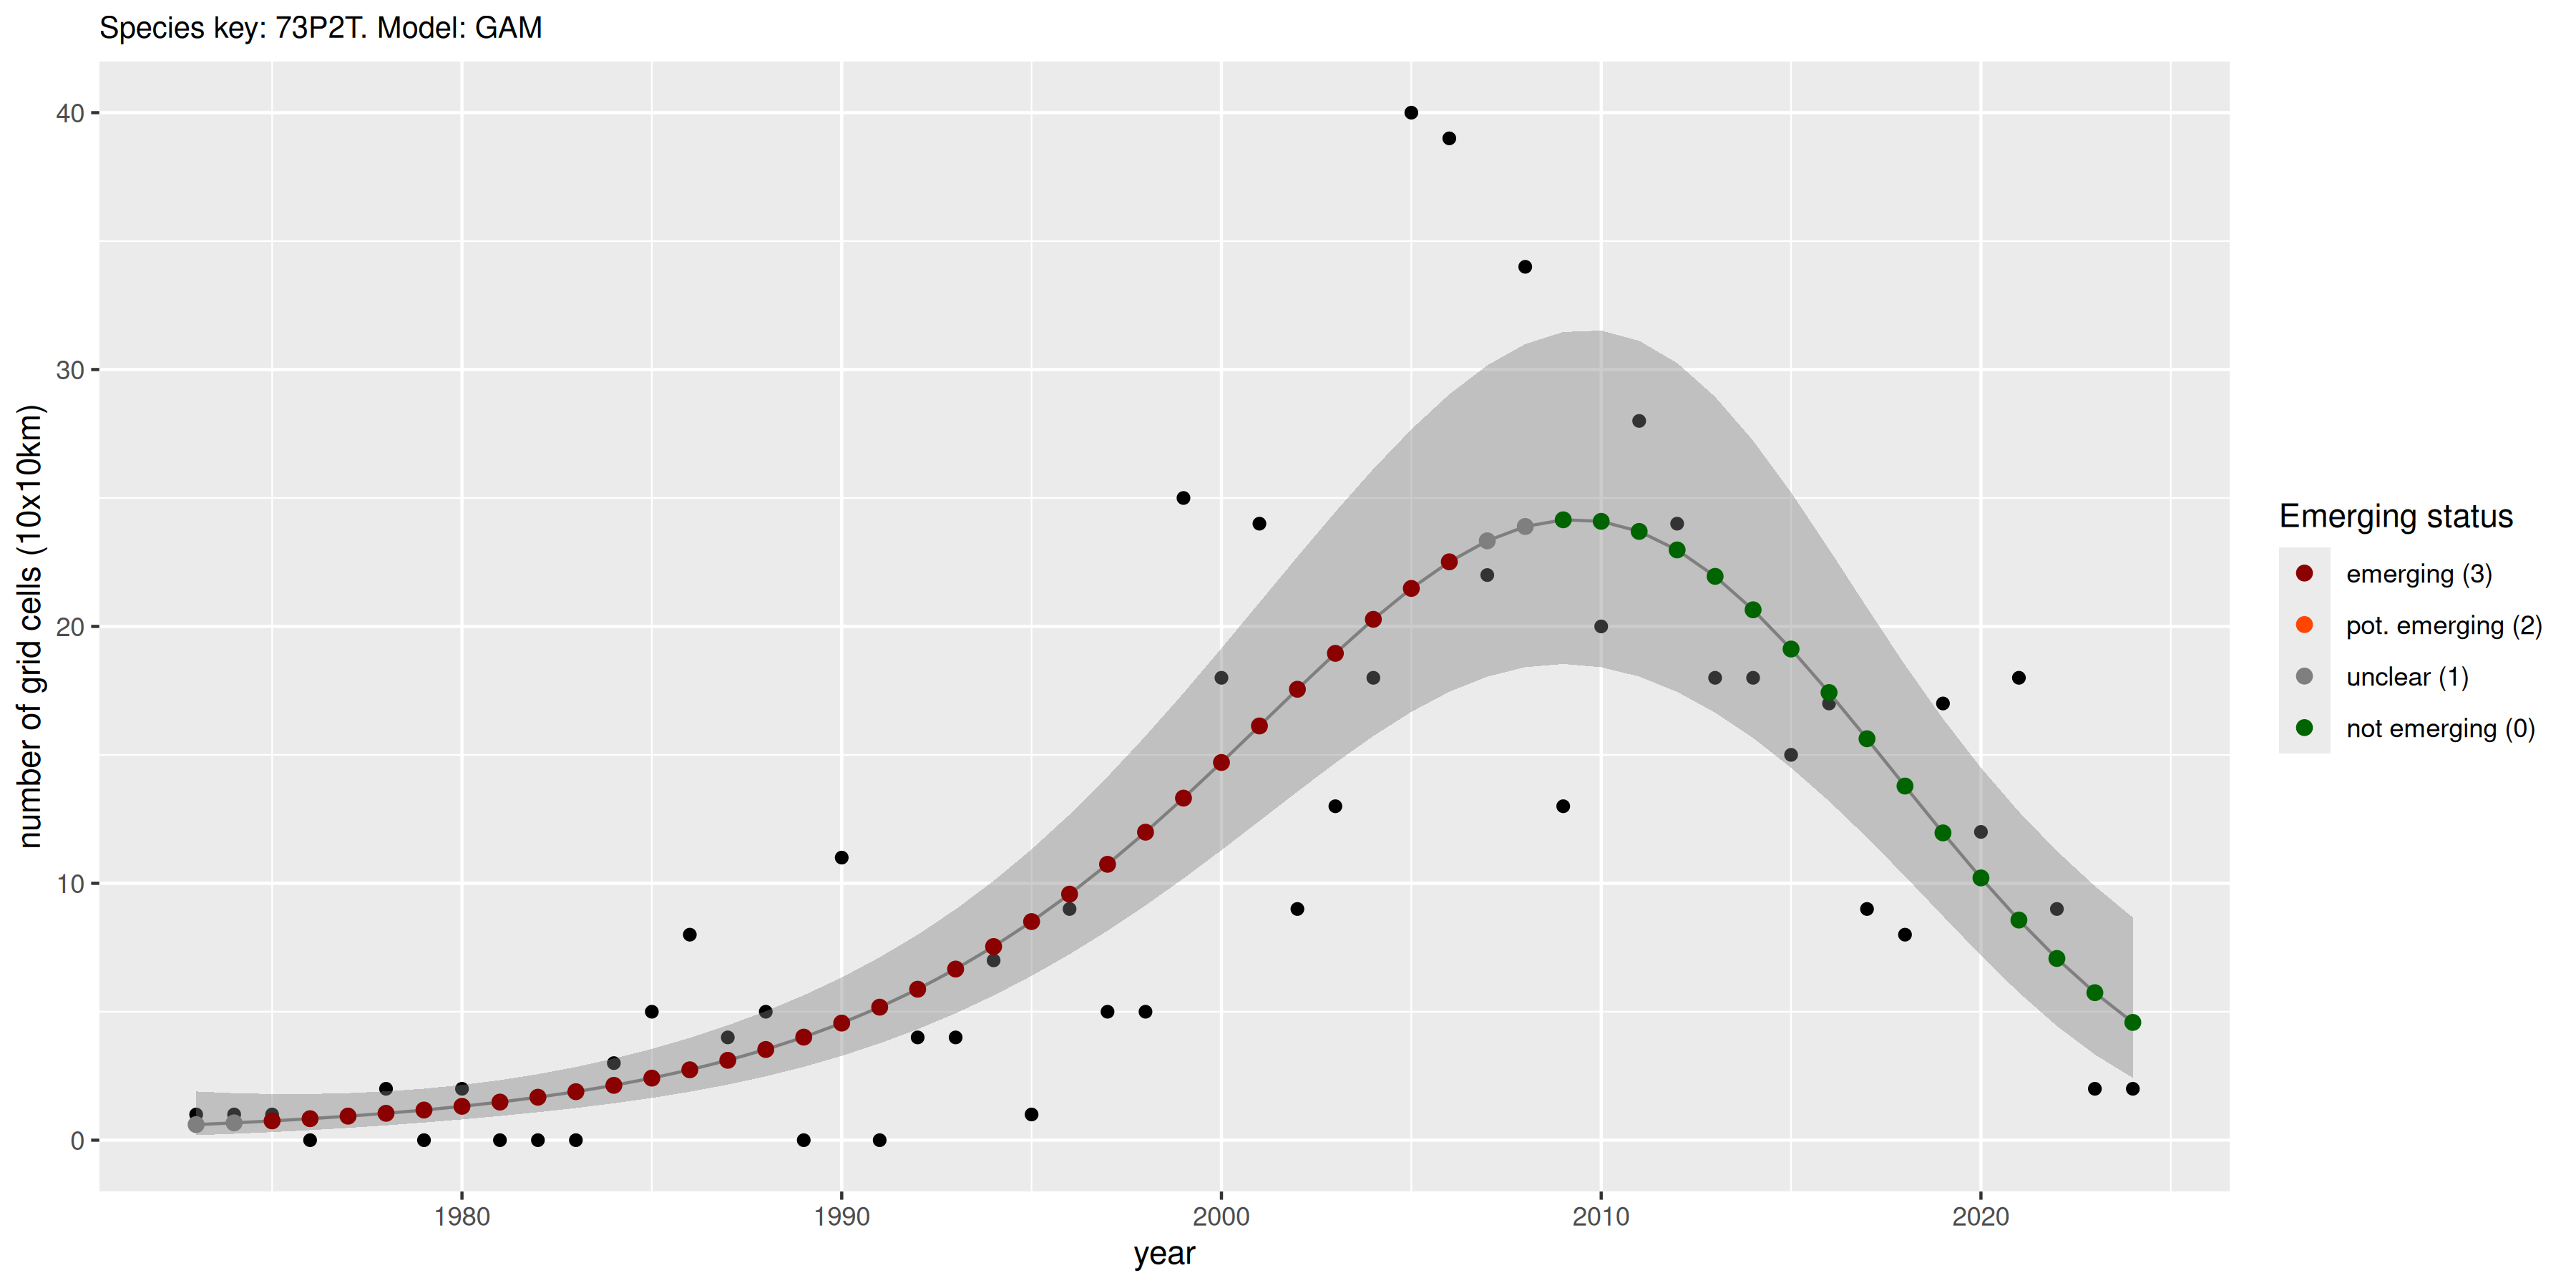 Species key: 73P2T. Model: GAM
number of grid cells (10x10km)
40
30
20
10
0
1980
1990
2000
2010
2020
year
Emerging status
emerging (3)
pot. emerging (2)
unclear (1)
not emerging (0)